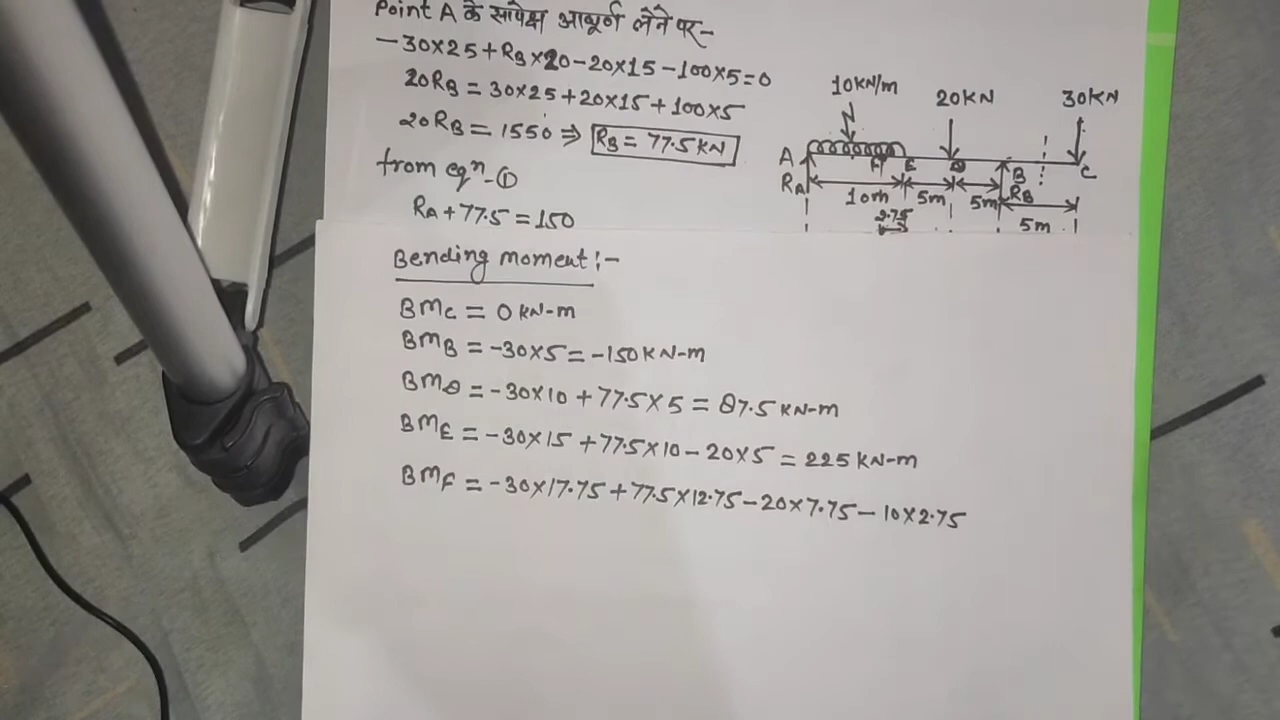 Point A के सापेक्ष आघूर्ण लेने पर-
-30×25+RB×20-20×15-100×5=0
20RB = 30×25+20×15+100×5
20RB = 1550 ⇒ RB = 77.5KN
from eqⁿ-①
RA+77.5=150
10KN/m
20KN
30KN
A
F
E
D
B
C
RA
10m
5m
5m
RB
2.75
5m
Bending moment:-
BMC = 0 KN-m
BMB = -30×5 = -150KN-m
BMD = -30×10 + 77.5×5 = 87.5 KN-m
BME = -30×15 +77.5×10-20×5 = 225 KN-m
BMF = -30×17.75+77.5×12.75-20×7.75-10×2.75